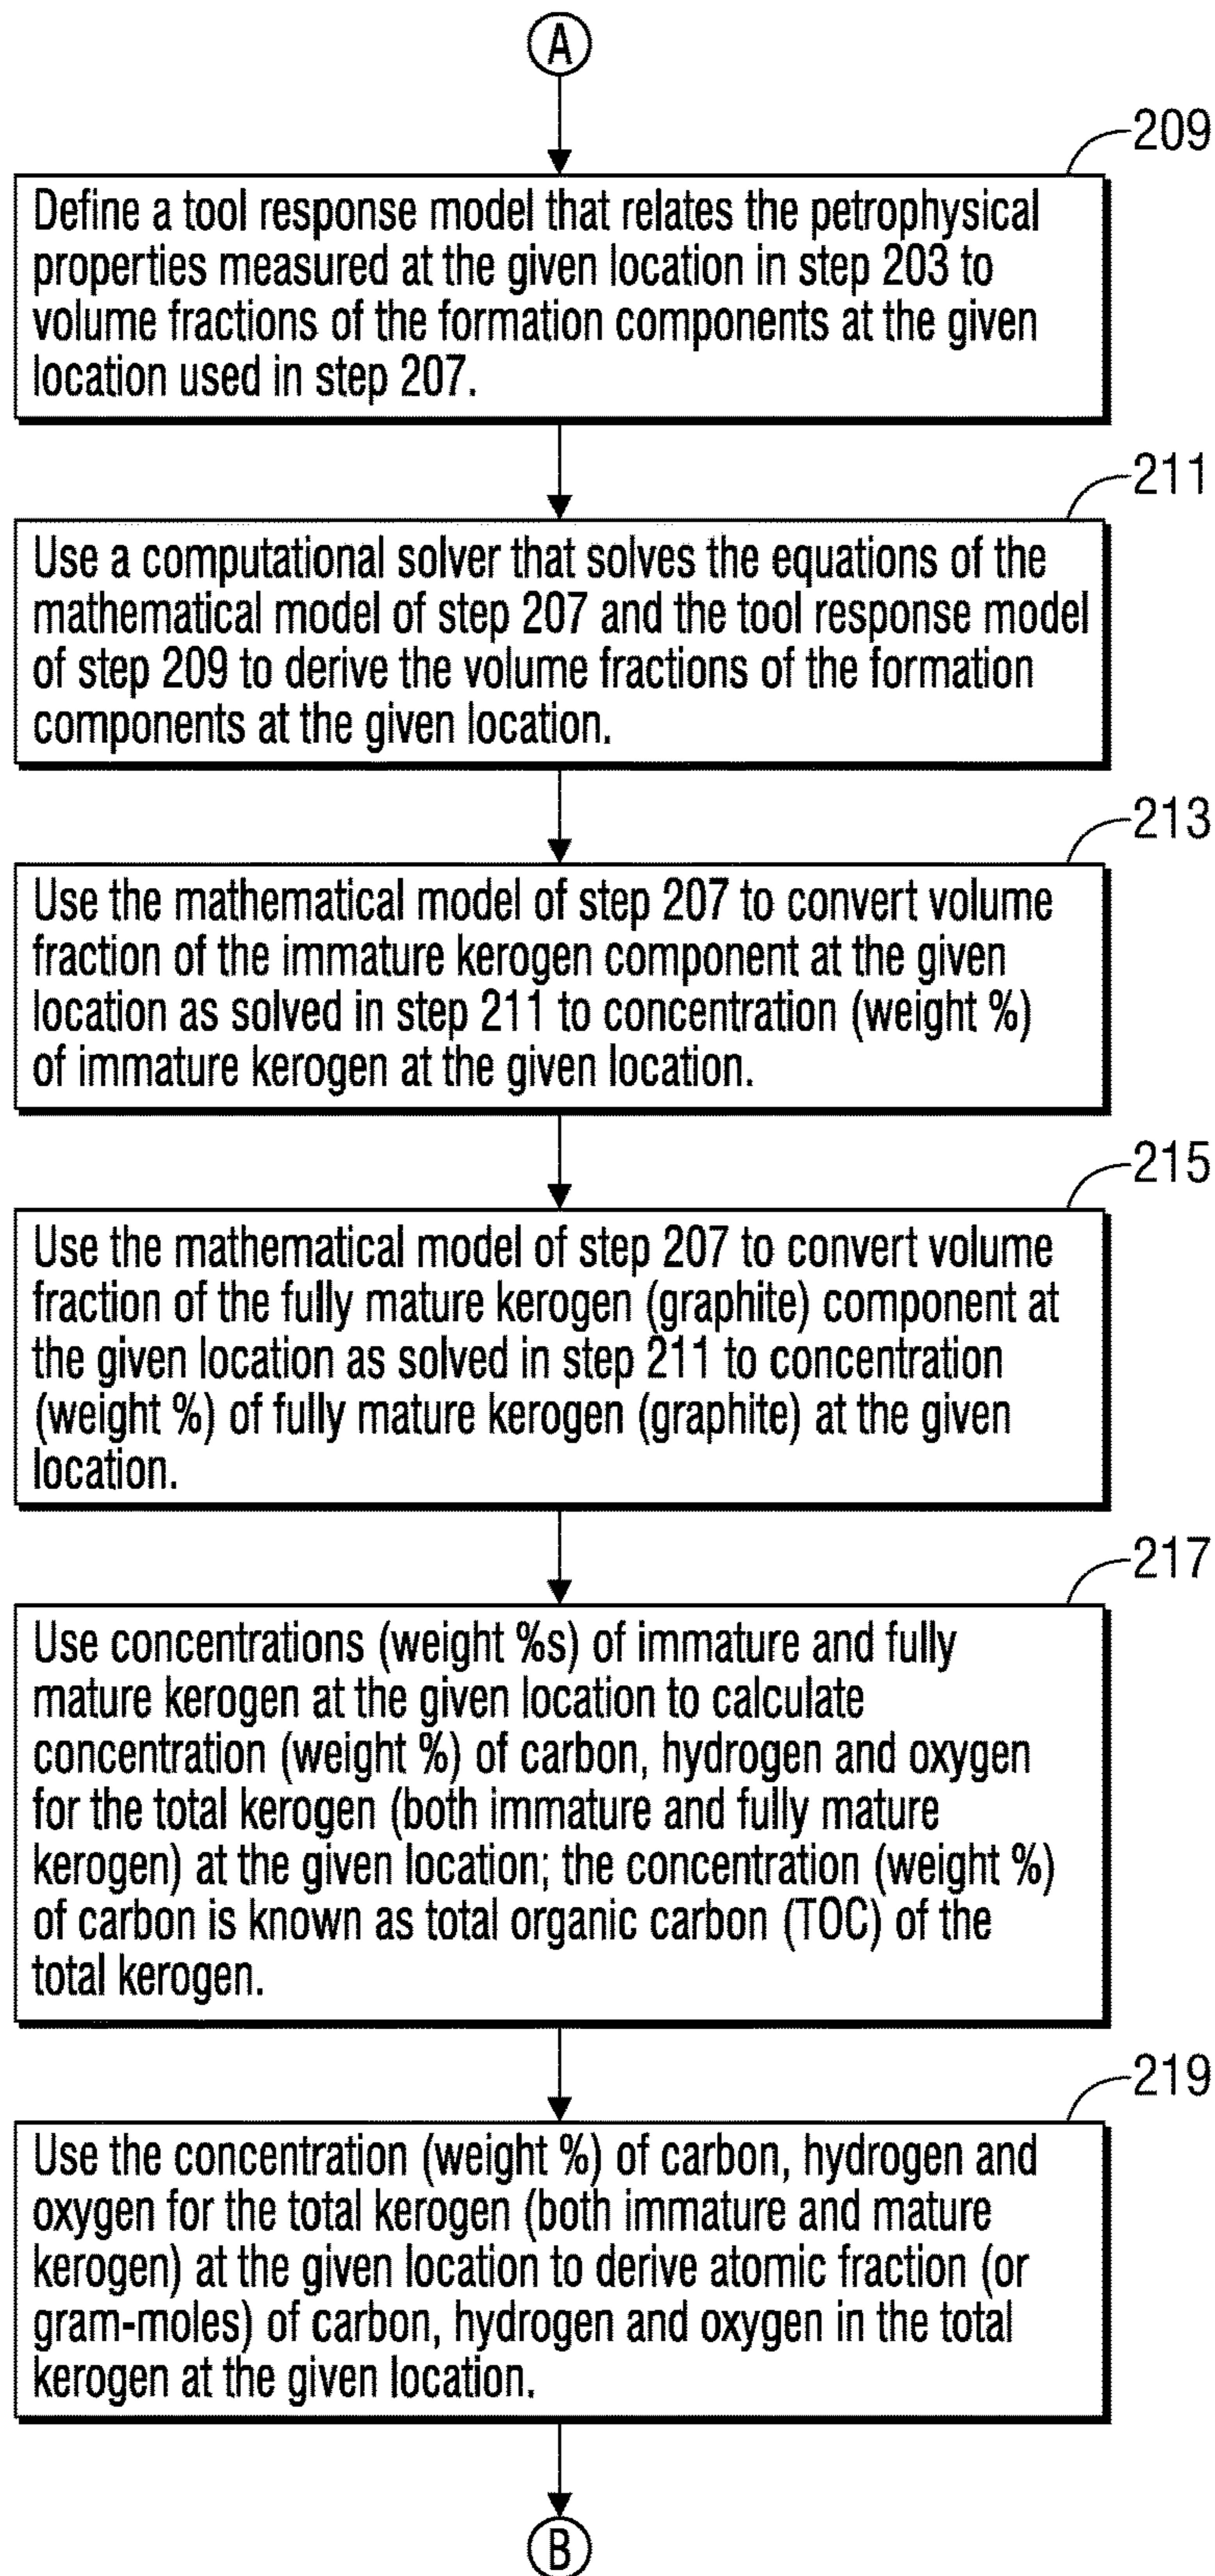 A
209
Define a tool response model that relates the petrophysical
properties measured at the given location in step 203 to
volume fractions of the formation components at the given
location used in step 207.
211
Use a computational solver that solves the equations of the
mathematical model of step 207 and the tool response model
of step 209 to derive the volume fractions of the formation
components at the given location.
213
Use the mathematical model of step 207 to convert volume
fraction of the immature kerogen component at the given
location as solved in step 211 to concentration (weight %)
of immature kerogen at the given location.
215
Use the mathematical model of step 207 to convert volume
fraction of the fully mature kerogen (graphite) component at
the given location as solved in step 211 to concentration
(weight %) of fully mature kerogen (graphite) at the given
location.
217
Use concentrations (weight %s) of immature and fully
mature kerogen at the given location to calculate
concentration (weight %) of carbon, hydrogen and oxygen
for the total kerogen (both immature and fully mature
kerogen) at the given location; the concentration (weight %)
of carbon is known as total organic carbon (TOC) of the
total kerogen.
219
Use the concentration (weight %) of carbon, hydrogen and
oxygen for the total kerogen (both immature and mature
kerogen) at the given location to derive atomic fraction (or
gram-moles) of carbon, hydrogen and oxygen in the total
kerogen at the given location.
B